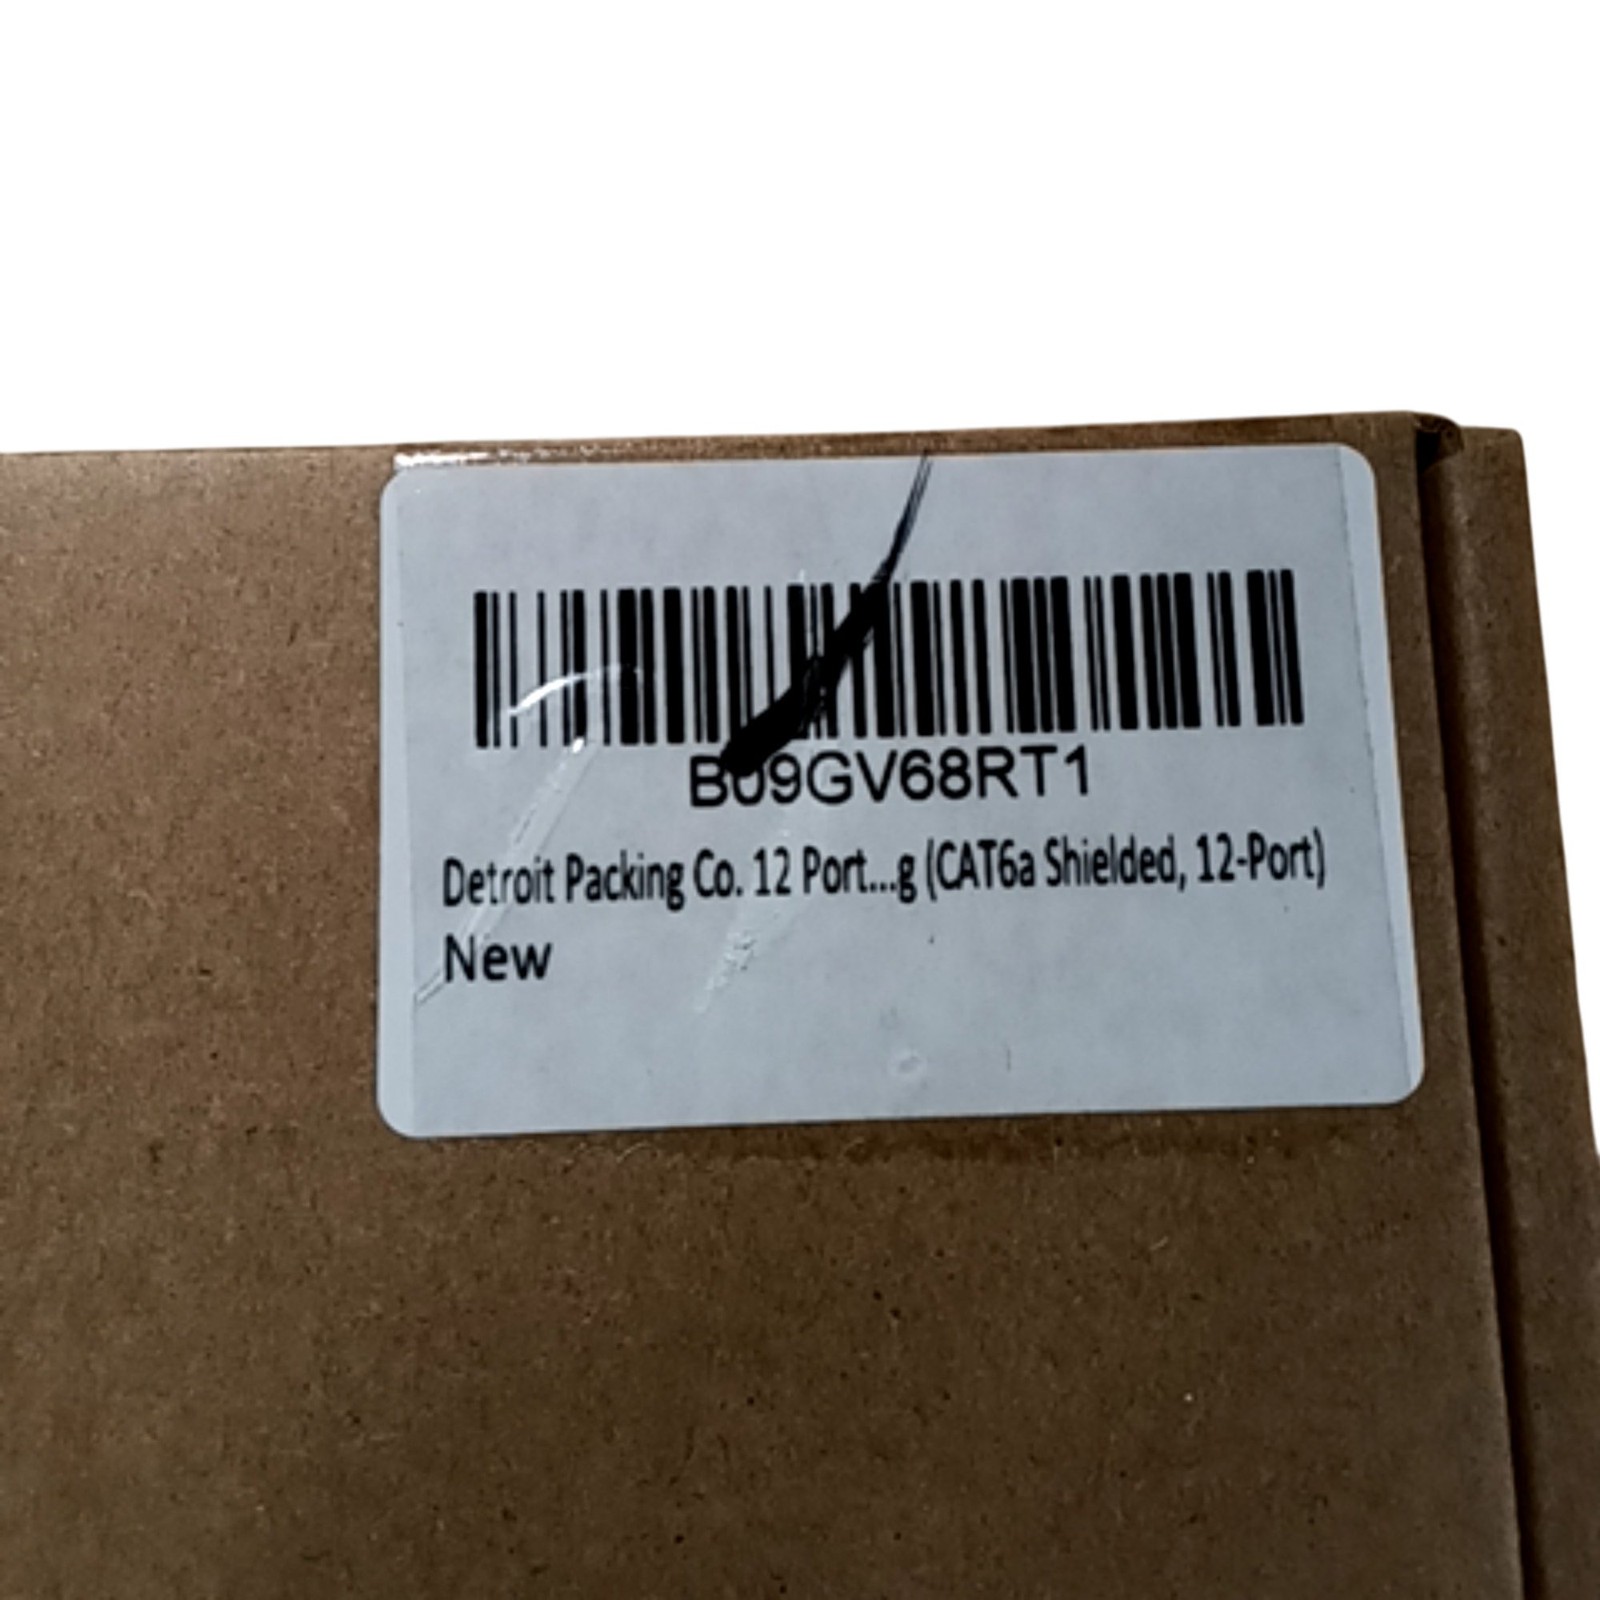 B09GV68RT1
Detroit Packing Co. 12 Port...g (CAT6a Shielded, 12-Port)
New